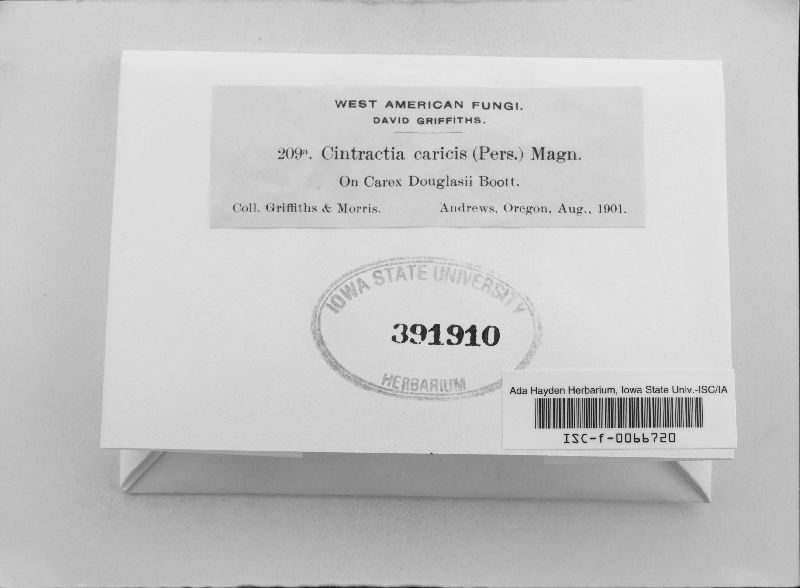 WEST AMERICAN FUNGI.
DAVID GRIFFITHS.
209ⁿ. Cintractia caricis (Pers.) Magn.
On Carex Douglasii Boott.
Coll. Griffiths & Morris. Andrews, Oregon, Aug., 1901.
IOWA STATE UNIVERSITY
391910
HERBARIUM
Ada Hayden Herbarium, Iowa State Univ.-ISC/IA
ISC-f-0066720